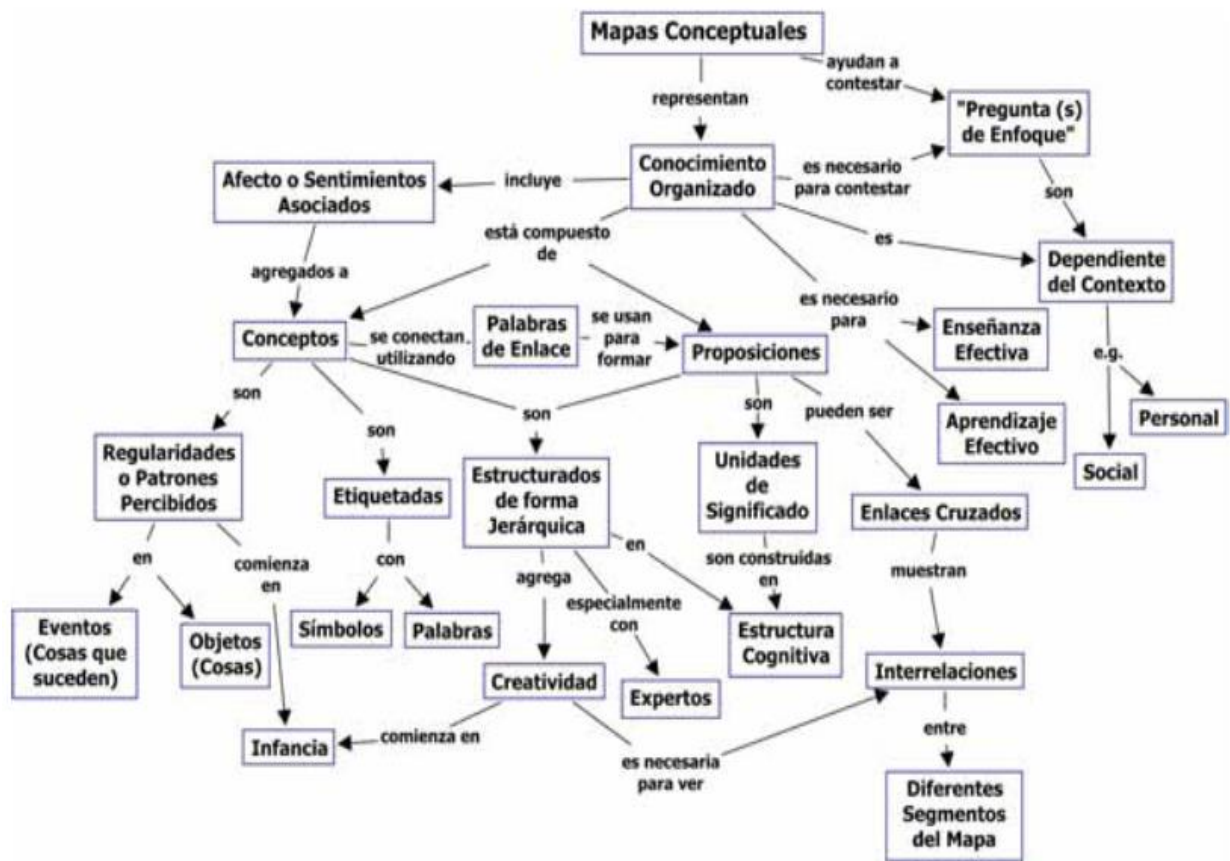 Mapas Conceptuales
ayudan a
contestar
representan
"Pregunta (s)
de Enfoque"
Conocimiento
Organizado
es necesario
para contestar
incluye
Afecto o Sentimientos
Asociados
son
está compuesto
de
es
Dependiente
del Contexto
agregados a
es necesario
para
Conceptos
se conectan
utilizando
Palabras
de Enlace
se usan
para
formar
Proposiciones
Enseñanza
Efectiva
e.g.
son
son
son
son
pueden ser
Aprendizaje
Efectivo
Personal
Social
Regularidades
o Patrones
Percibidos
Etiquetadas
Estructurados
de forma
Jerárquica
Unidades
de
Significado
Enlaces Cruzados
en
comienza
en
con
agrega
especialmente
con
en
son construidas
en
muestran
Eventos
(Cosas que
suceden)
Objetos
(Cosas)
Símbolos
Palabras
Estructura
Cognitiva
Creatividad
Expertos
Interrelaciones
Infancia
comienza en
es necesaria
para ver
entre
Diferentes
Segmentos
del Mapa